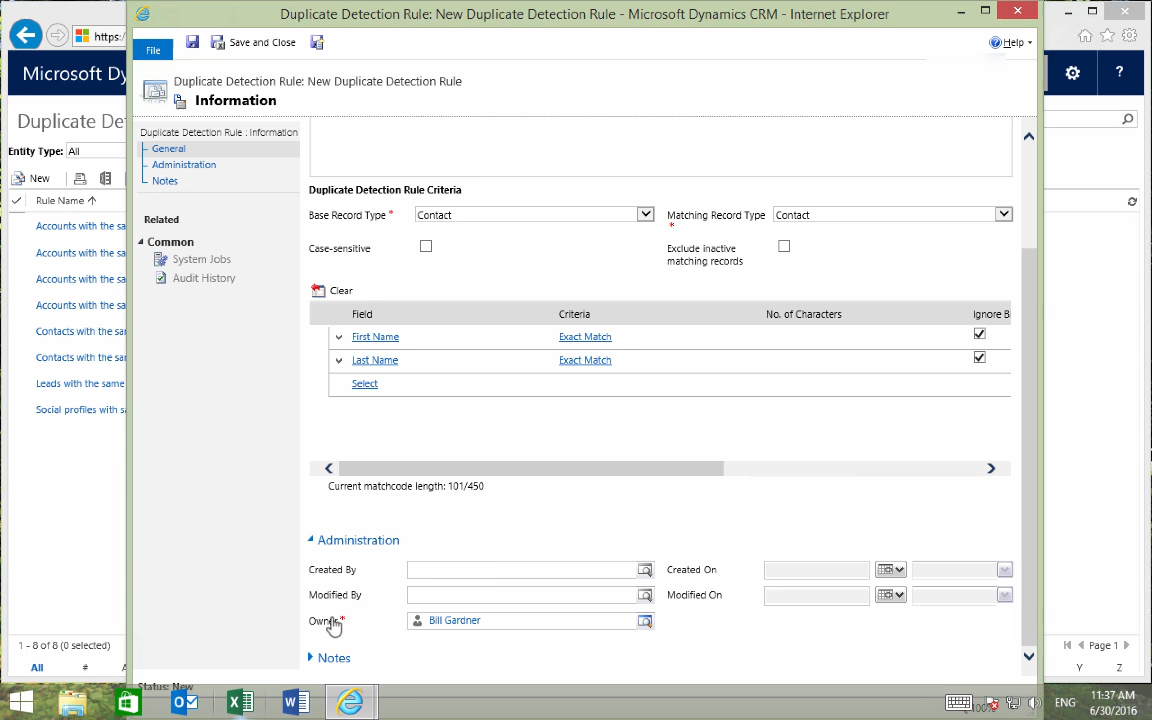 Duplicate Detection Rule: New Duplicate Detection Rule - Microsoft Dynamics CRM - Internet Explorer
https:
File
Save and Close
Help
Microsoft Dy
?
Duplicate Detection Rule: New Duplicate Detection Rule
Information
Duplicate De
Entity Type: All
New
Rule Name
Accounts with the sa
Accounts with the sa
Accounts with the sa
Accounts with the sa
Contacts with the sam
Contacts with the sam
Leads with the same
Social profiles with sa
1 - 8 of 8 (0 selected)
All
#
A
Duplicate Detection Rule : Information
General
Administration
Notes
Related
Common
System Jobs
Audit History
Status: New
Duplicate Detection Rule Criteria
Base Record Type * Contact
Matching Record Type * Contact
Case-sensitive
Exclude inactive
matching records
Clear
Field Criteria No. of Characters Ignore B
First Name Exact Match
Last Name Exact Match
Select
Current matchcode length: 101/450
Administration
Created By Created On
Modified By Modified On
Bill Gardner
Notes
Page 1
Y Z
100%
ENG
11:37 AM
6/30/2016